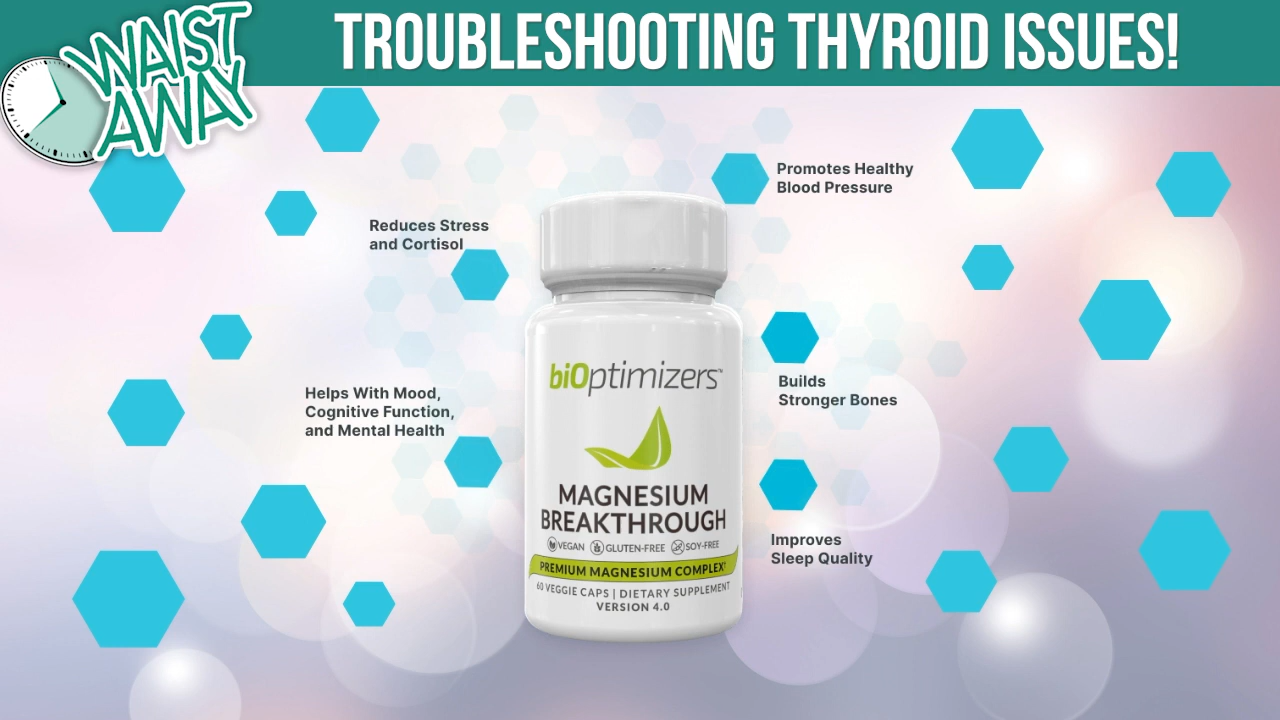 WAIST
AWAY
TROUBLESHOOTING THYROID ISSUES!
Promotes Healthy
Blood Pressure
Reduces Stress
and Cortisol
Builds
Stronger Bones
Helps With Mood,
Cognitive Function,
and Mental Health
Improves
Sleep Quality
biOptimizers™
MAGNESIUM
BREAKTHROUGH
VEGAN GLUTEN-FREE SOY-FREE
PREMIUM MAGNESIUM COMPLEX*
60 VEGGIE CAPS | DIETARY SUPPLEMENT
VERSION 4.0